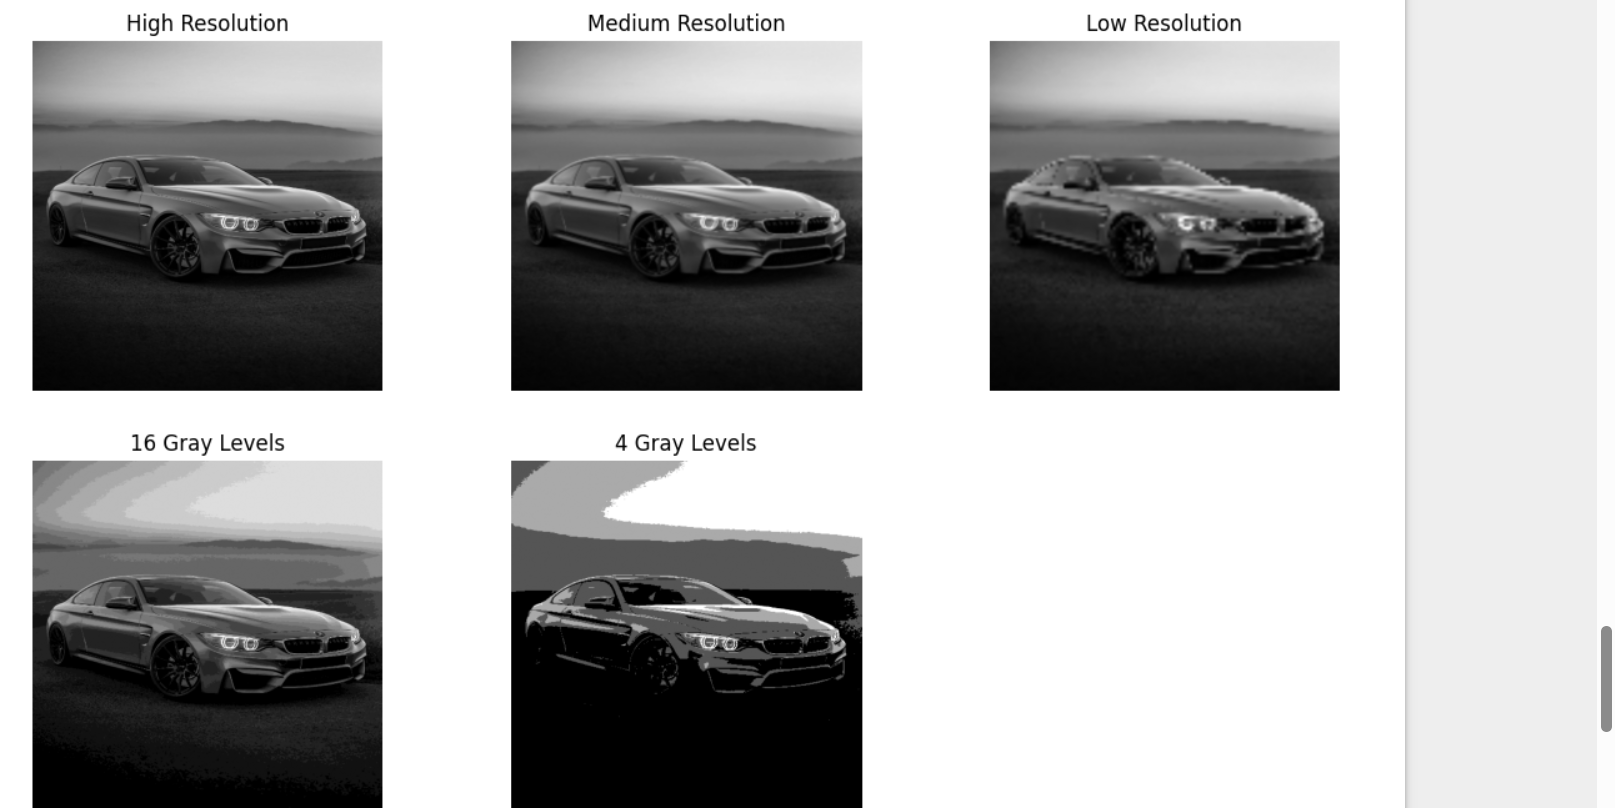 High Resolution
Medium Resolution
Low Resolution
16 Gray Levels
4 Gray Levels